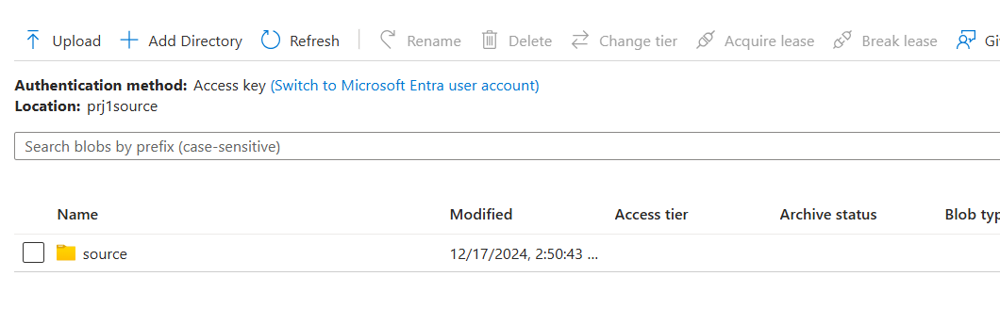 Upload Add Directory Refresh Rename Delete Change tier Acquire lease Break lease
Authentication method: Access key (Switch to Microsoft Entra user account)
Location: prj1source
Search blobs by prefix (case-sensitive)
Name Modified Access tier Archive status Blob
source 12/17/2024, 2:50:43 ...